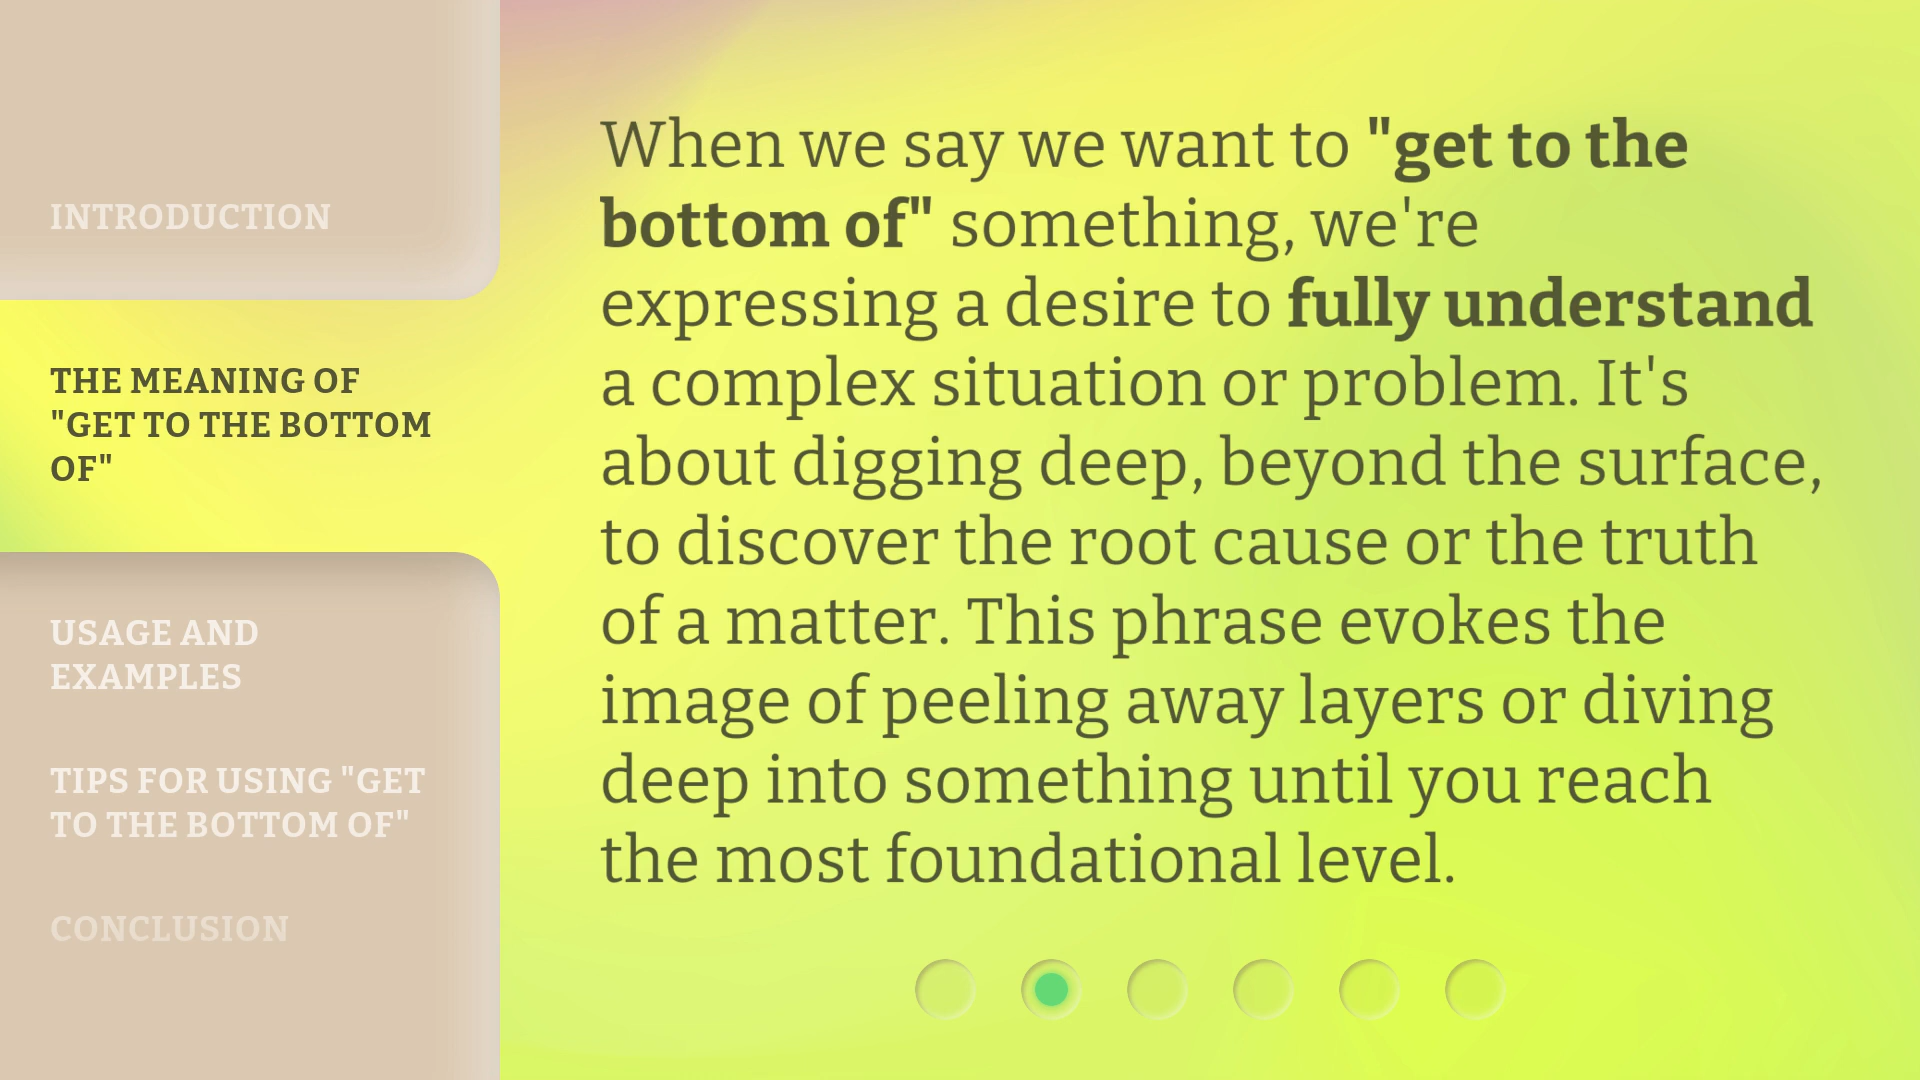 INTRODUCTION
THE MEANING OF
"GET TO THE BOTTOM
OF"
USAGE AND
EXAMPLES
TIPS FOR USING "GET
TO THE BOTTOM OF"
CONCLUSION
When we say we want to "get to the
bottom of" something, we're
expressing a desire to fully understand
a complex situation or problem. It's
about digging deep, beyond the surface,
to discover the root cause or the truth
of a matter. This phrase evokes the
image of peeling away layers or diving
deep into something until you reach
the most foundational level.